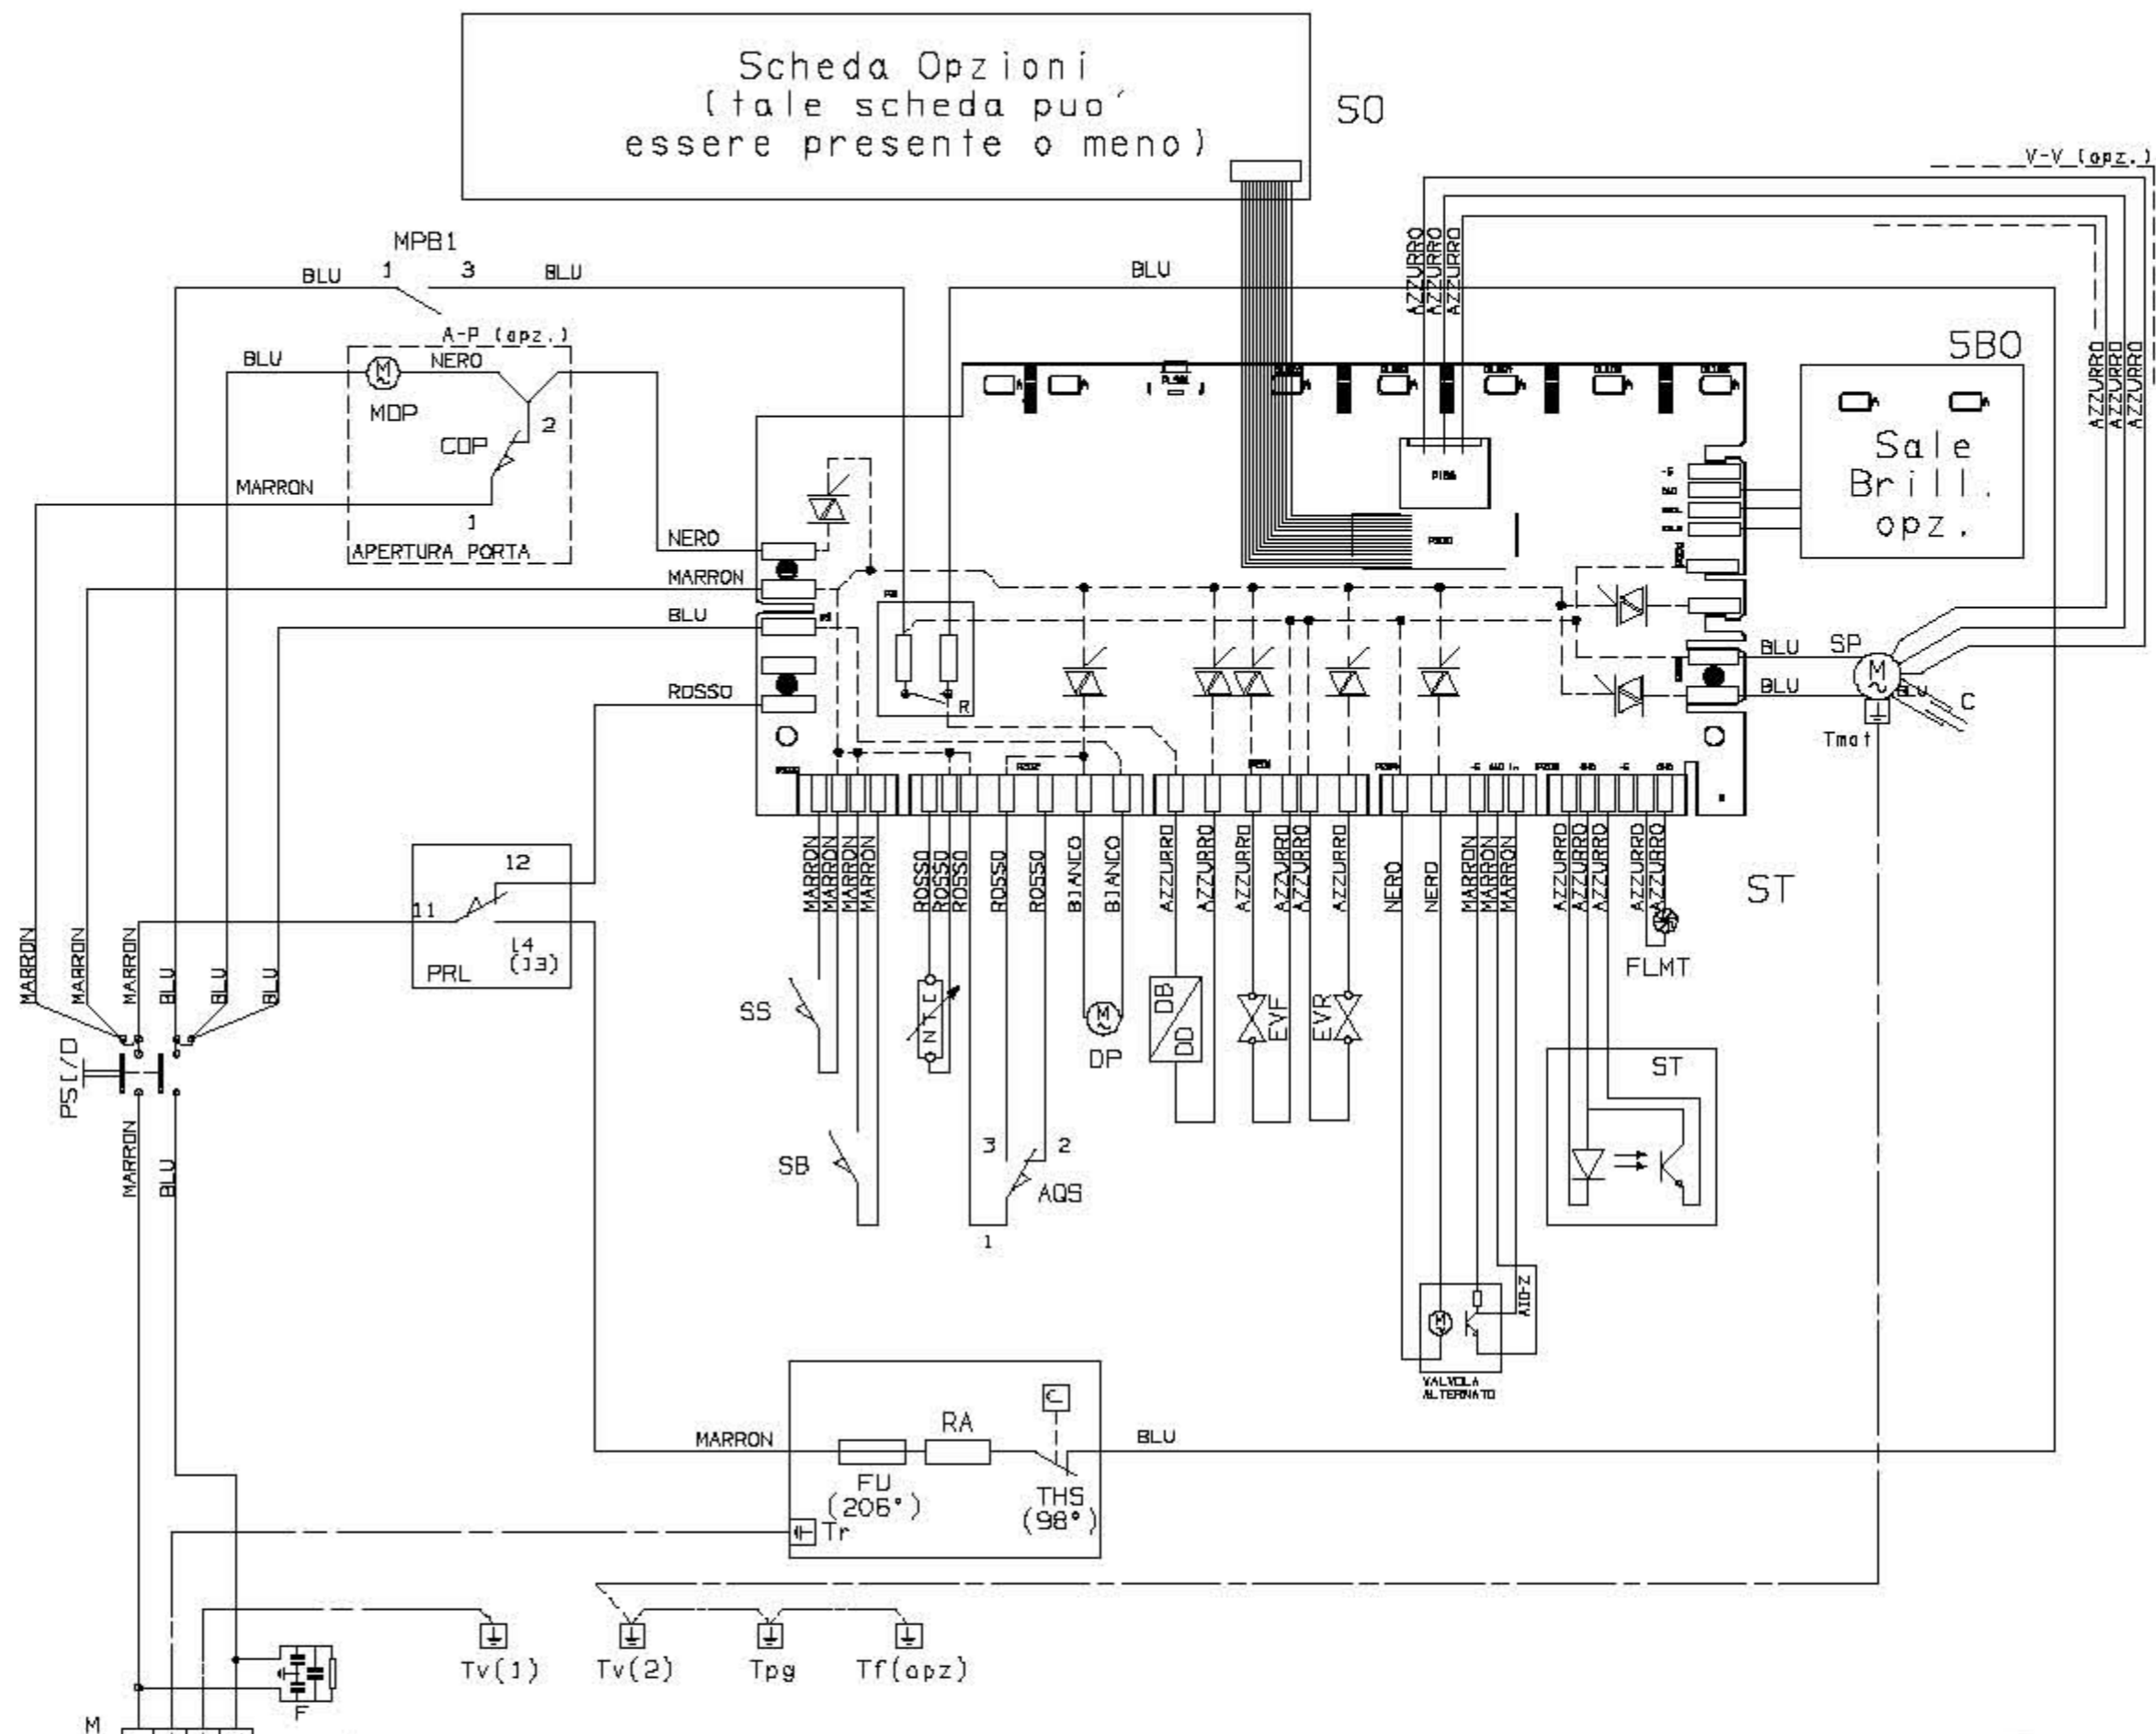 Scheda Opzioni
(tale scheda puo'
essere presente o meno)
SO
V-V (opz.)
MPB1
BLU
1
3
BLU
BLU
AZZURRO
AZZURRO
AZZURRO
A-P (opz.)
BLU
NERO
M
MOP
COP
2
MARRON
1
APERTURA PORTA
SBO
Sale
Brill.
opz.
AZZURRO
AZZURRO
AZZURRO
NERO
MARRON
BLU
ROSSO
R
BLU
SP
M
BLU
BLU
C
Tmot
12
11
14
(13)
PRL
MARRON
MARRON
MARRON
BLU
BLU
BLU
PSI/O
MARRON
BLU
MARRON
MARRON
MARRON
MARRON
ROSSO
ROSSO
ROSSO
ROSSO
ROSSO
BIANCO
BIANCO
AZZURRO
AZZURRO
AZZURRO
AZZURRO
AZZURRO
AZZURRO
NERO
NERO
MARRON
MARRON
MARRON
AZZURRO
AZZURRO
AZZURRO
AZZURRO
AZZURRO
ST
FLMT
SS
NTC
M
DP
DB
DD
EVF
EVR
ST
SB
3
2
AQS
1
M
VALVOLA
ALTERNATO
MARRON
FU
(206°)
RA
C
THS
(98°)
BLU
Tr
Tv(1)
Tv(2)
Tpg
Tf(opz)
F
M